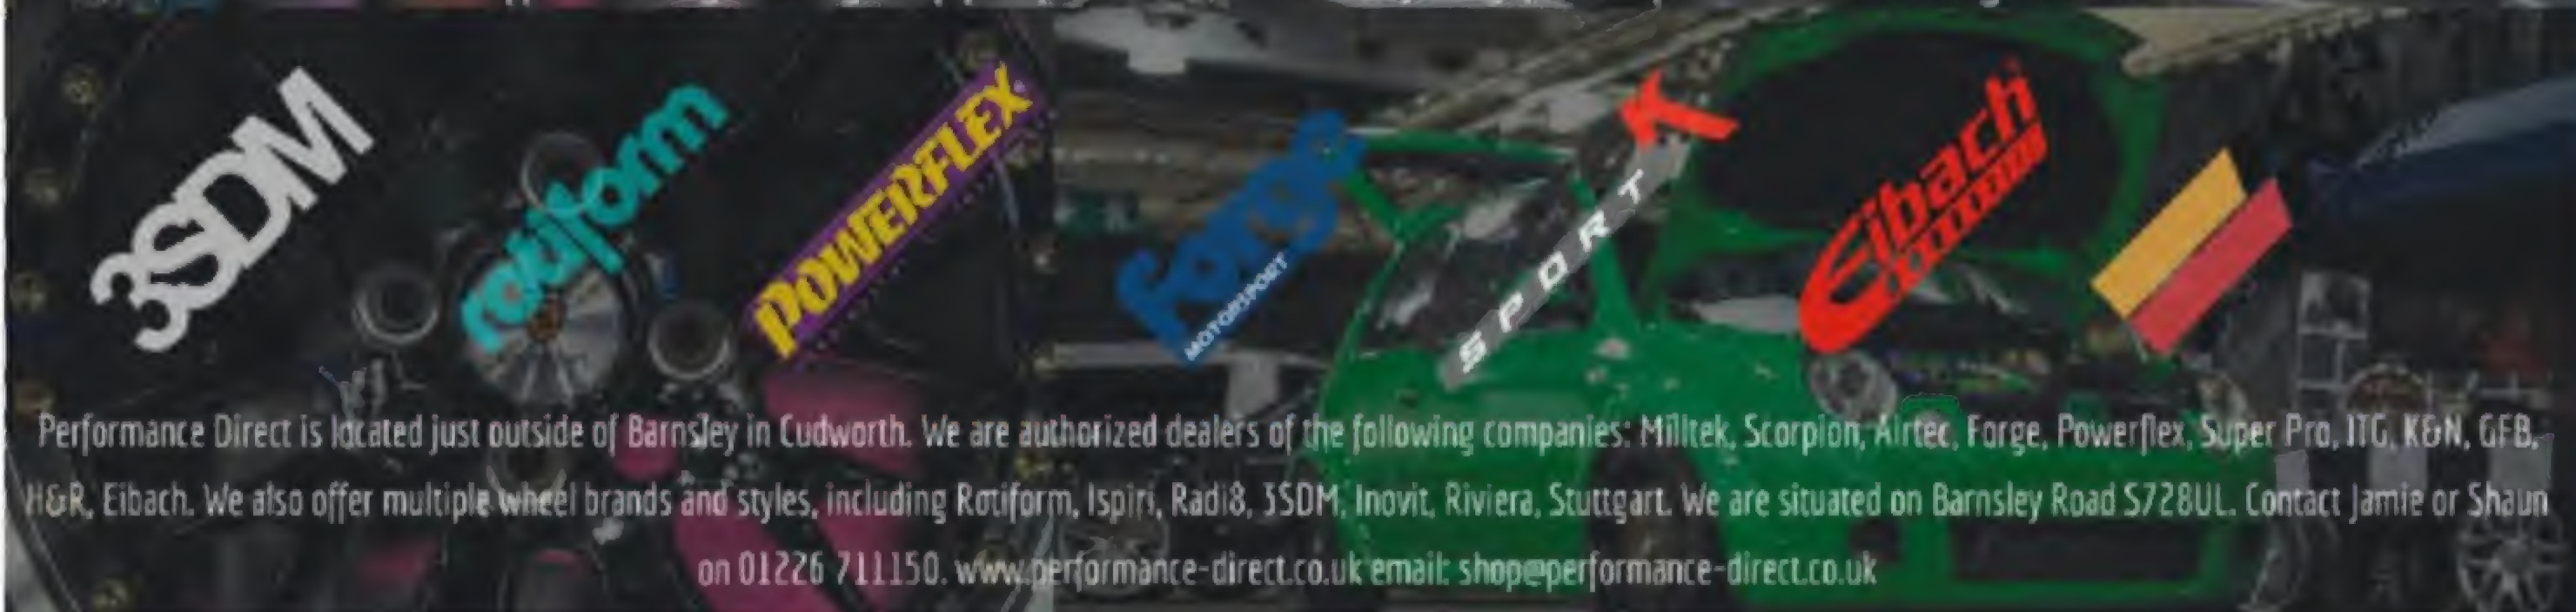 3SDM
rotiform
POWERFLEX
forge
MOTORSPORT
K
SPORT
Eibach
Performance Direct is located just outside of Barnsley in Cudworth. We are authorized dealers of the following companies: Milltek, Scorpion, Airtec, Forge, Powerflex, Super Pro, ITG, K&N, GFB,
H&R, Eibach. We also offer multiple wheel brands and styles, including Rotiform, Ispiri, Radi8, 3SDM, Inovit, Riviera, Stuttgart. We are situated on Barnsley Road S728UL. Contact Jamie or Shaun
on 01226 711150. www.performance-direct.co.uk email: shop@performance-direct.co.uk